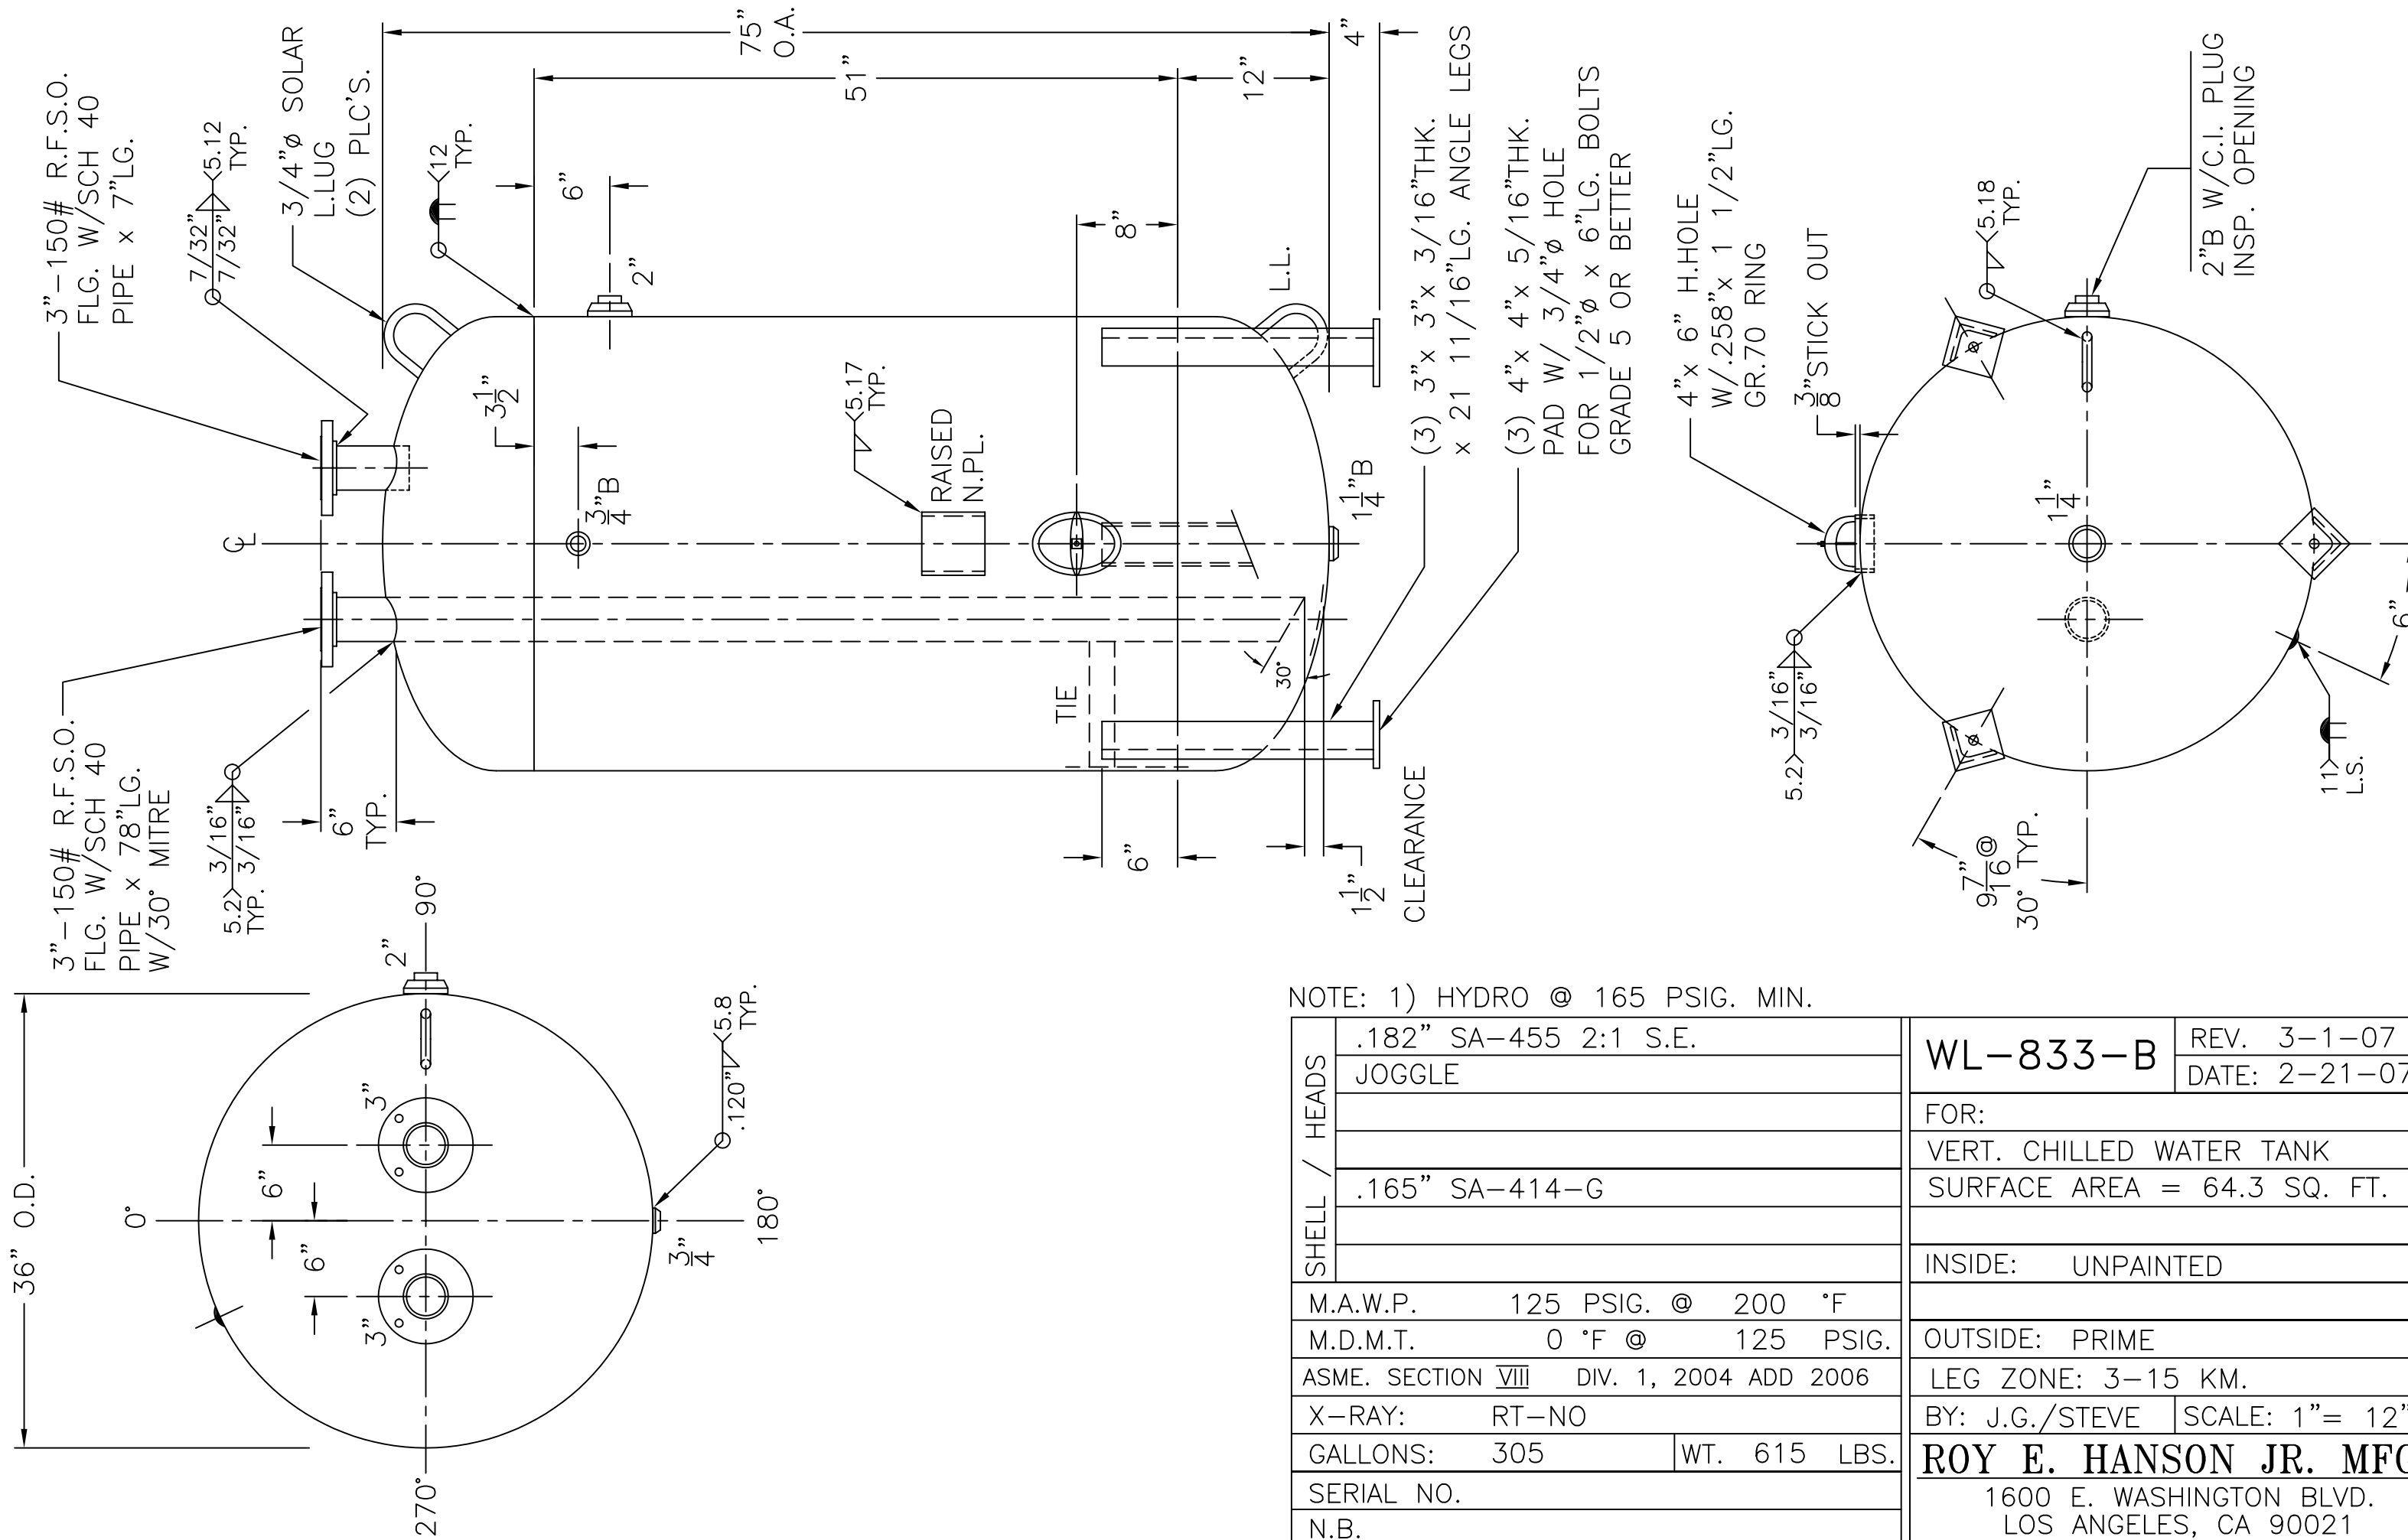 3"-150# R.F.S.O.
FLG. W/SCH 40
PIPE x 7"LG.
7/32"
7/32"
5.12
TYP.
3/4"ø SOLAR
L.LUG
(2) PLC'S.
12
TYP.
75"
O.A.
51"
12"
4"
6"
2"
8"
L.L.
3 1/2"
3/4"B
5.17
TYP.
RAISED
N.PL.
1 1/4"B
℄
(3) 3"x 3"x 3/16"THK.
x 21 11/16"LG. ANGLE LEGS
(3) 4"x 4"x 5/16"THK.
PAD W/ 3/4"ø HOLE
FOR 1/2"ø x 6"LG. BOLTS
GRADE 5 OR BETTER
3"-150# R.F.S.O.
FLG. W/SCH 40
PIPE x 78"LG.
W/30° MITRE
5.2
TYP.
3/16"
3/16"
6"
TYP.
TIE
30°
6"
1 1/2"
CLEARANCE
4"x 6" H.HOLE
W/.258"x 1 1/2"LG.
GR.70 RING
3/8"STICK OUT
5.18
TYP.
2"B W/C.I. PLUG
INSP. OPENING
1 1/4"
5.2
3/16"
3/16"
6"
11
L.S.
9 7/16"@
30° TYP.
36" O.D.
0°
90°
180°
270°
2"
3"
3"
6"
6"
3/4"
.120"
5.8
TYP.
NOTE: 1) HYDRO @ 165 PSIG. MIN.
SHELL / HEADS
.182" SA-455 2:1 S.E.
JOGGLE
.165" SA-414-G
M.A.W.P. 125 PSIG. @ 200 °F
M.D.M.T. 0 °F @ 125 PSIG.
ASME. SECTION VIII DIV. 1, 2004 ADD 2006
X-RAY: RT-NO
GALLONS: 305 WT. 615 LBS.
SERIAL NO.
N.B.
WL-833-B
REV. 3-1-07
DATE: 2-21-07
FOR:
VERT. CHILLED WATER TANK
SURFACE AREA = 64.3 SQ. FT.
INSIDE: UNPAINTED
OUTSIDE: PRIME
LEG ZONE: 3-15 KM.
BY: J.G./STEVE SCALE: 1"= 12"
ROY E. HANSON JR. MFG
1600 E. WASHINGTON BLVD.
LOS ANGELES, CA 90021